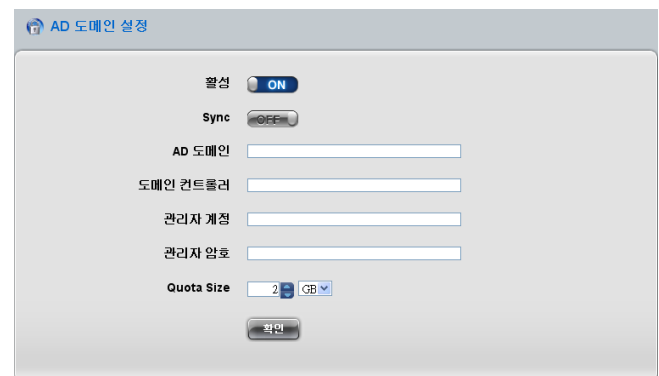 AD 도메인 설정
활성 ON
Sync OFF
AD 도메인
도메인 컨트롤러
관리자 계정
관리자 암호
Quota Size 2 GB
확인